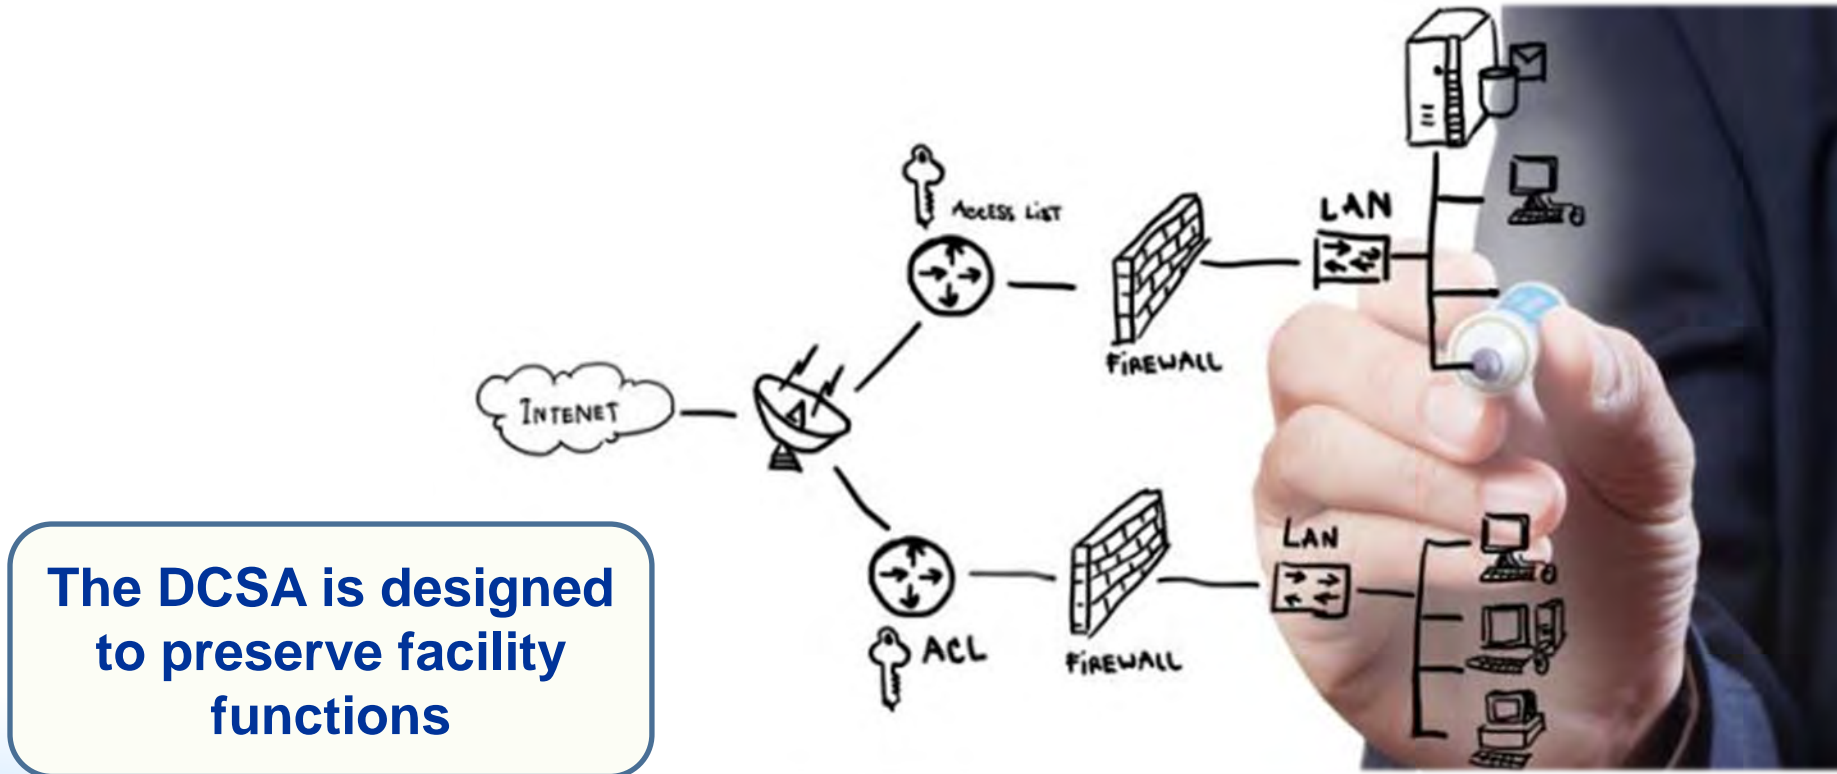 ACCESS LIST
LAN
FIREWALL
INTENET
LAN
ACL
FIREWALL
The DCSA is designed
to preserve facility
functions